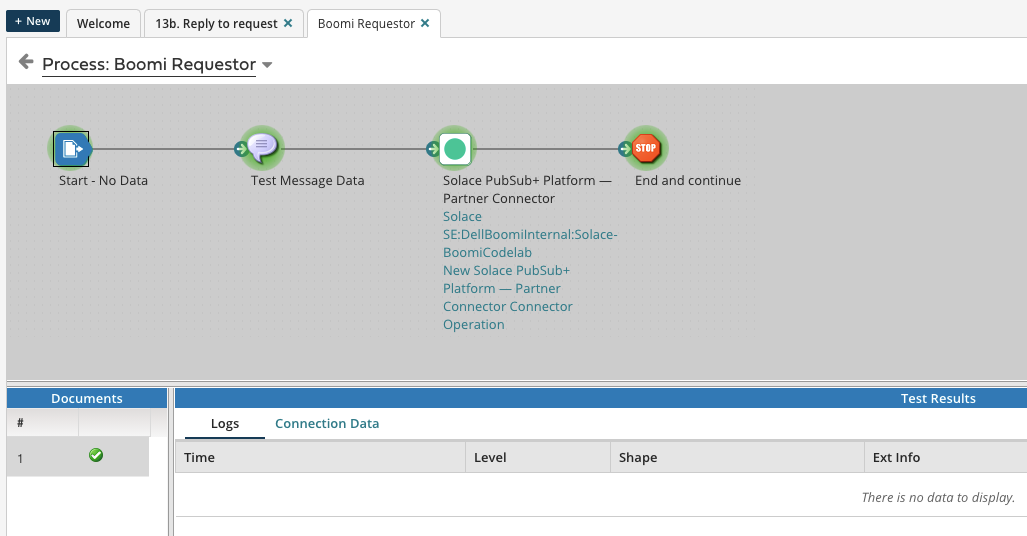 + New
Welcome
13b. Reply to request ×
Boomi Requestor ×
Process: Boomi Requestor
STOP
Start - No Data
Test Message Data
Solace PubSub+ Platform —
Partner Connector
Solace
SE:DellBoomiInternal:Solace-
BoomiCodelab
New Solace PubSub+
Platform — Partner
Connector Connector
Operation
End and continue
Documents
#
1
Test Results
Logs
Connection Data
Time
Level
Shape
Ext Info
There is no data to display.